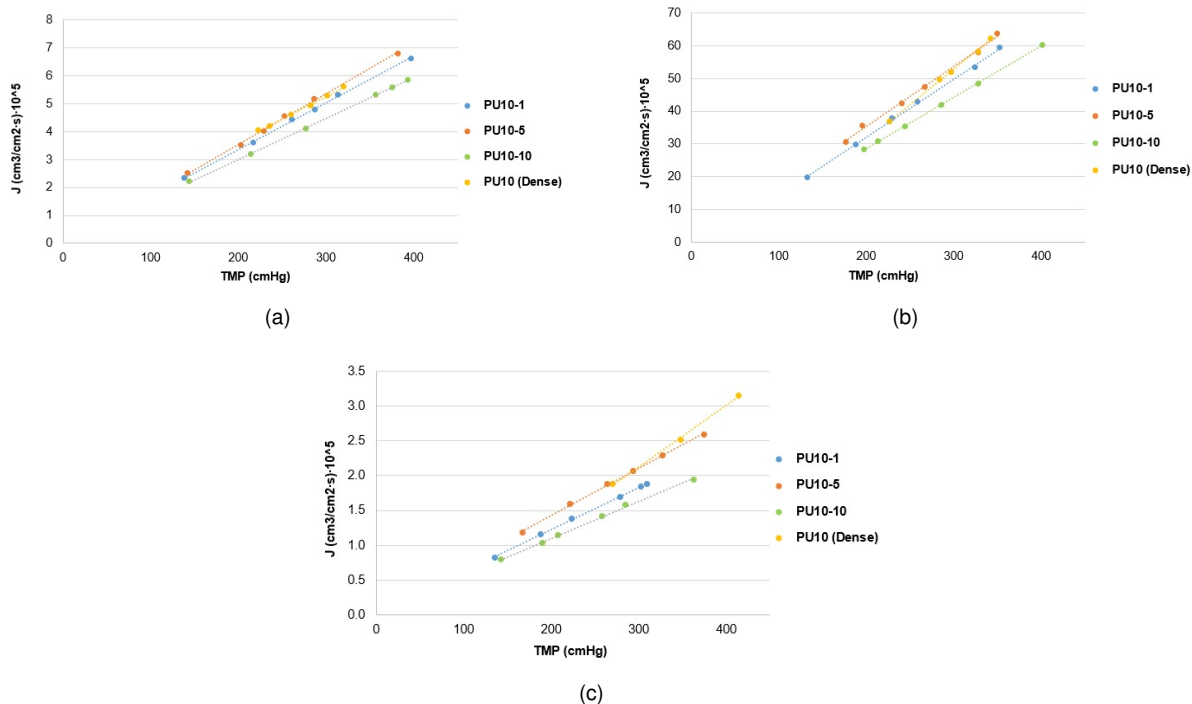 8
7
6
5
4
3
2
1
0
J (cm3/cm2·s)·10^5
0 100 200 300 400
TMP (cmHg)
PU10-1
PU10-5
PU10-10
PU10 (Dense)
(a)
70
60
50
40
30
20
10
0
J (cm3/cm2·s)·10^5
0 100 200 300 400
TMP (cmHg)
PU10-1
PU10-5
PU10-10
PU10 (Dense)
(b)
3.5
3.0
2.5
2.0
1.5
1.0
0.5
0.0
J (cm3/cm2·s)·10^5
0 100 200 300 400
TMP (cmHg)
PU10-1
PU10-5
PU10-10
PU10 (Dense)
(c)